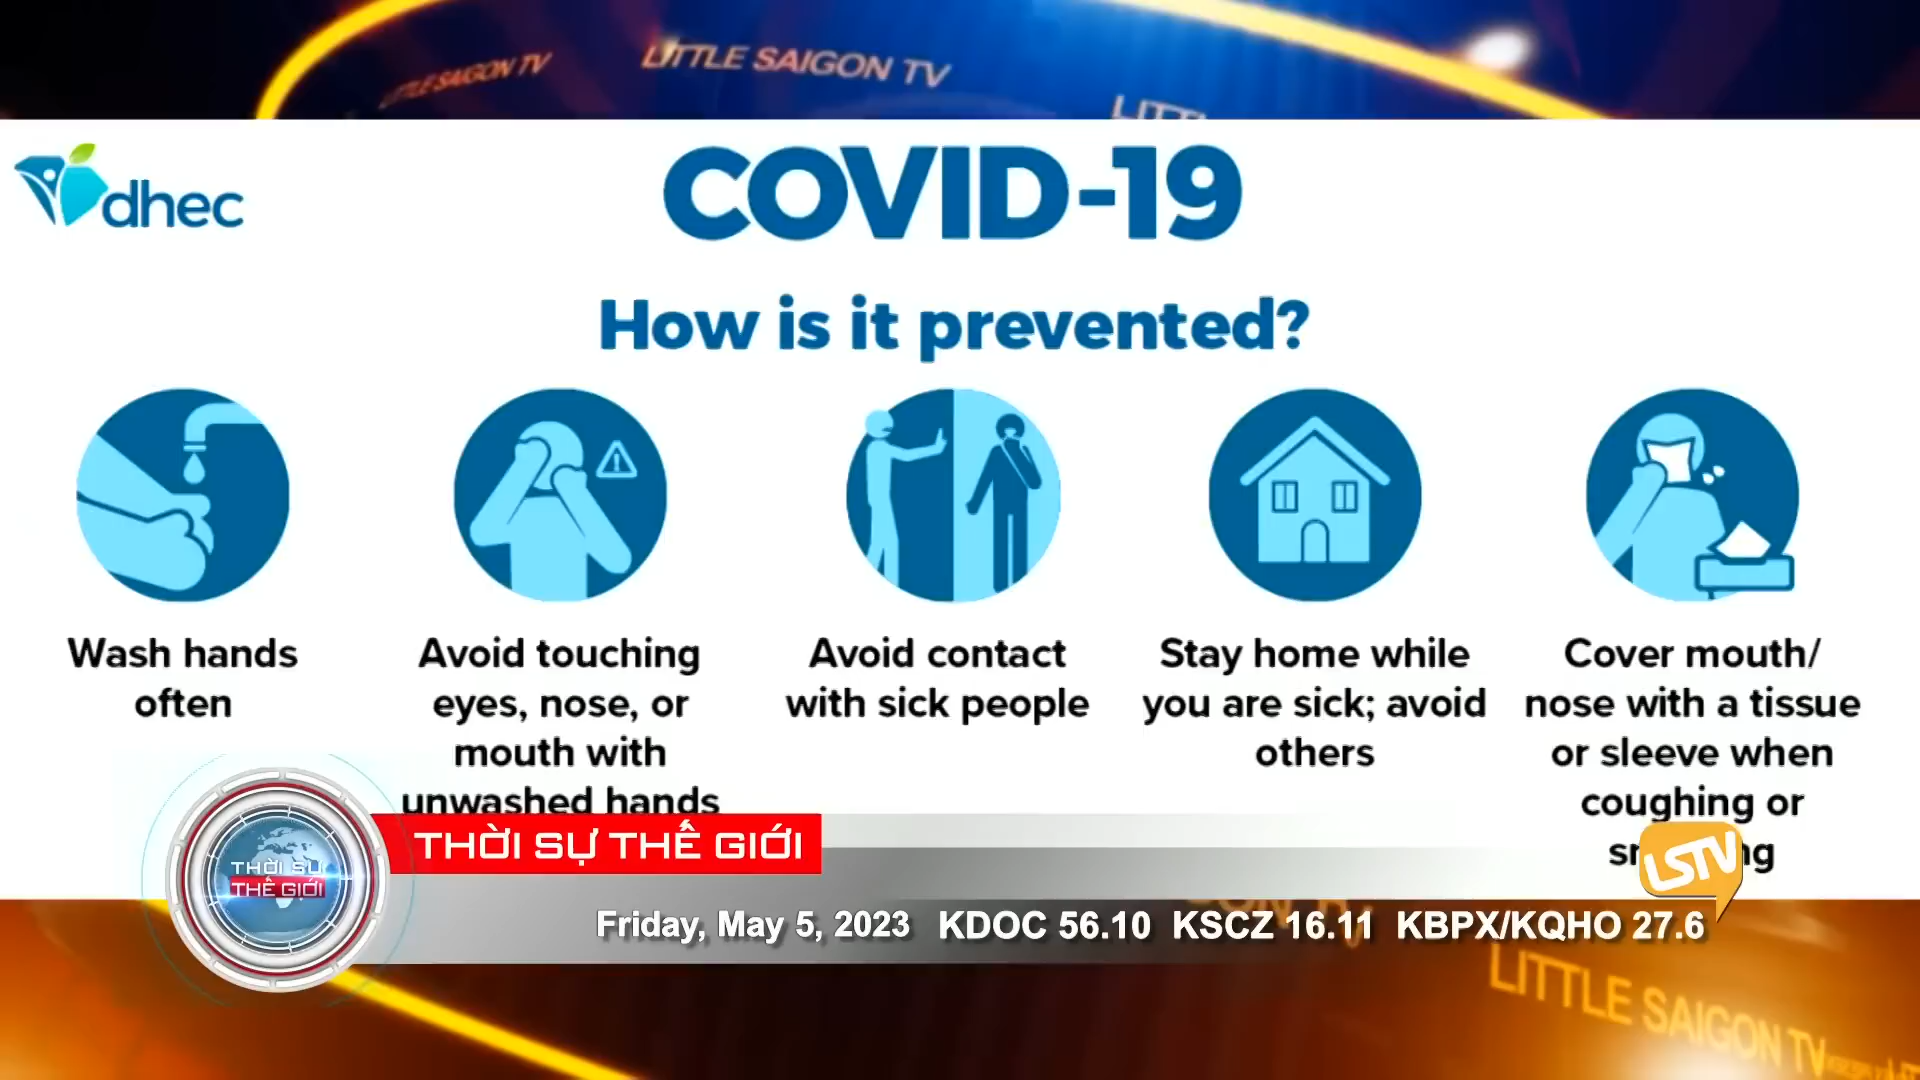 LITTLE SAIGON TV
LITTLE SAIGON TV
dhec
COVID-19
How is it prevented?
Wash hands
often
Avoid touching
eyes, nose, or
mouth with
unwashed hands
Avoid contact
with sick people
Stay home while
you are sick; avoid
others
Cover mouth/
nose with a tissue
or sleeve when
coughing or
THỜI SỰ THẾ GIỚI
THỜI SỰ
THẾ GIỚI
LSTV
Friday, May 5, 2023 KDOC 56.10 KSCZ 16.11 KBPX/KQHO 27.6
LITTLE SAIGON TV